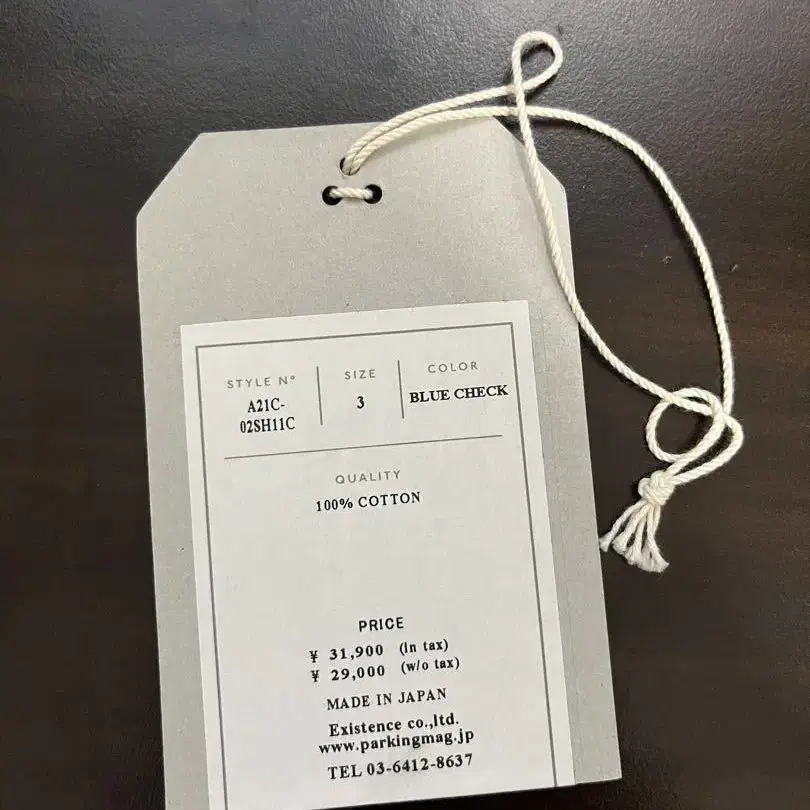 STYLE Nº
A21C-
02SH11C
SIZE
3
COLOR
BLUE CHECK
QUALITY
100% COTTON
PRICE
¥ 31,900 (in tax)
¥ 29,000 (w/o tax)
MADE IN JAPAN
Existence co.,ltd.
www.parkingmag.jp
TEL 03-6412-8637